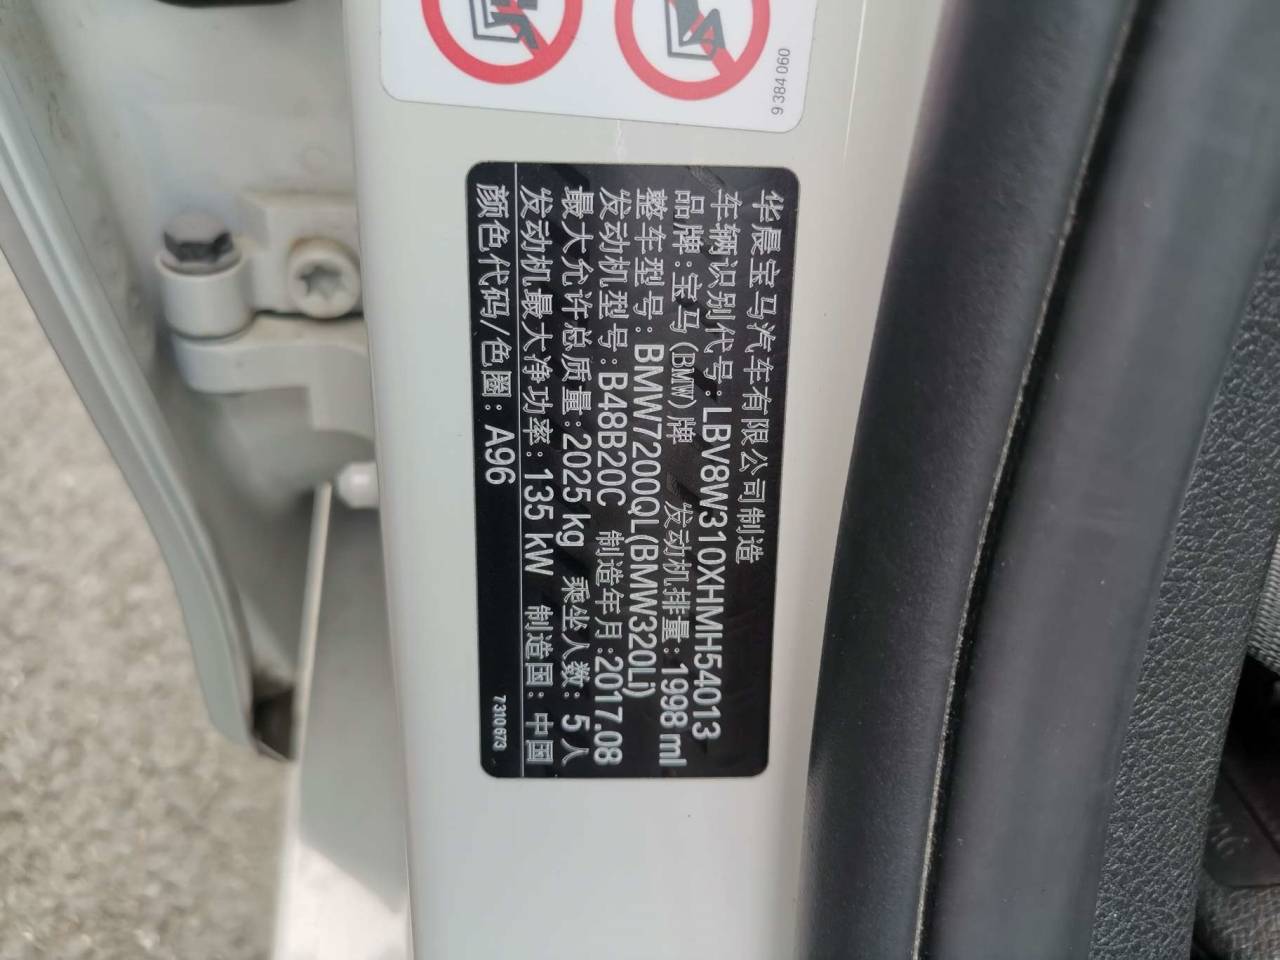 9 384 060
华晨宝马汽车有限公司制造
车辆识别代号: LBV8W310XHMH54013
品牌:宝马(BMW)牌 发动机排量: 1998 ml
整车型号: BMW7200QL(BMW320Li)
发动机型号: B48B20C 制造年月:2017.08
最大允许总质量:2025 kg 乘坐人数: 5人
发动机最大净功率: 135 kW 制造国: 中国
颜色代码/色圈: A96
7 310 673